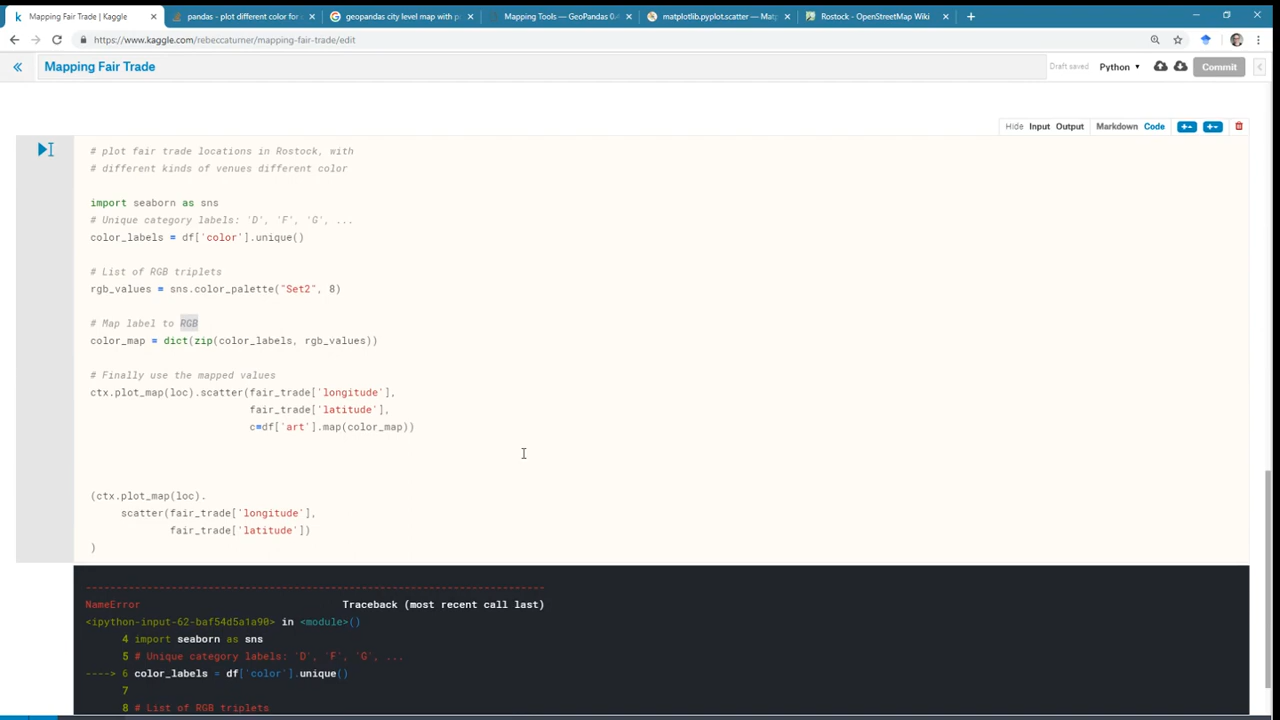 Mapping Fair Trade | Kaggle
pandas - plot different color for d
geopandas city level map with p
Mapping Tools — GeoPandas 0.4
matplotlib.pyplot.scatter — Mat
Rostock - OpenStreetMap Wiki
https://www.kaggle.com/rebeccaturner/mapping-fair-trade/edit
Mapping Fair Trade
Draft saved
Python
Commit
Hide Input Output Markdown Code
# plot fair trade locations in Rostock, with
# different kinds of venues different color
import seaborn as sns
# Unique category labels: 'D', 'F', 'G', ...
color_labels = df['color'].unique()
# List of RGB triplets
rgb_values = sns.color_palette("Set2", 8)
# Map label to RGB
color_map = dict(zip(color_labels, rgb_values))
# Finally use the mapped values
ctx.plot_map(loc).scatter(fair_trade['longitude'],
fair_trade['latitude'],
c=df['art'].map(color_map))
(ctx.plot_map(loc).
scatter(fair_trade['longitude'],
fair_trade['latitude'])
)
---------------------------------------------------------------------------
NameError Traceback (most recent call last)
<ipython-input-62-baf54d5a1a90> in <module>()
4 import seaborn as sns
5 # Unique category labels: 'D', 'F', 'G', ...
----> 6 color_labels = df['color'].unique()
7
8 # List of RGB triplets